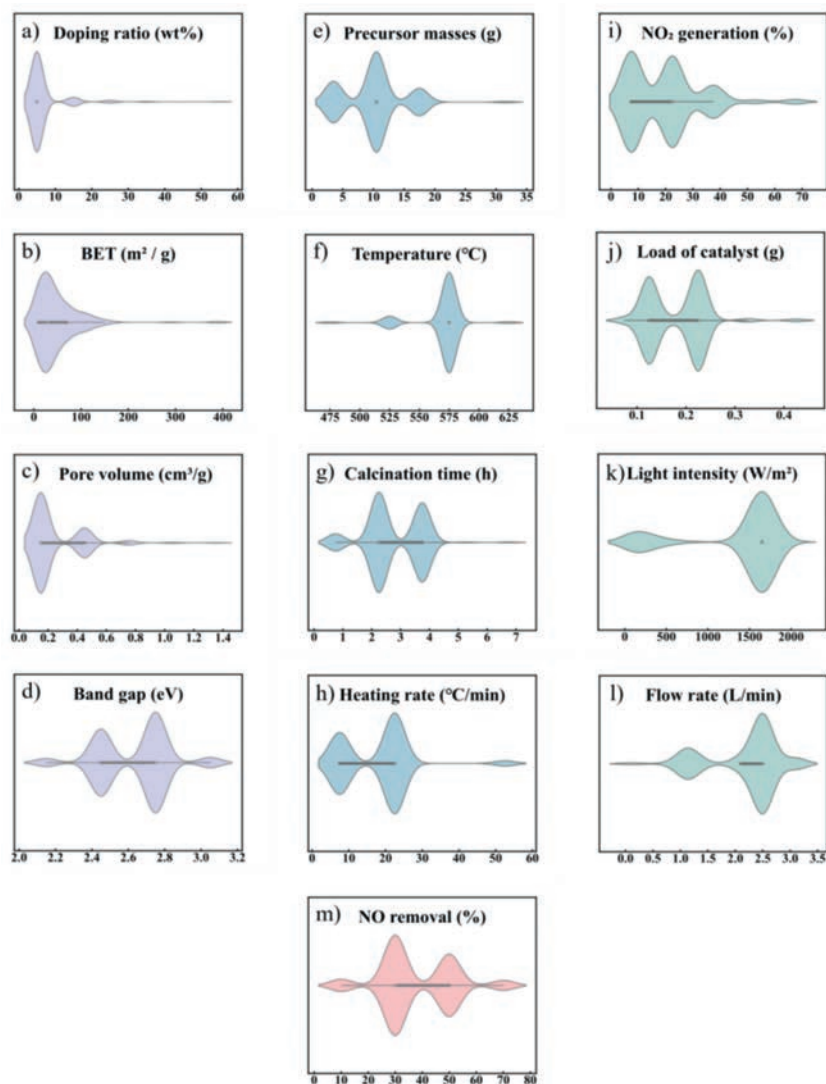 a) Doping ratio (wt%)
0 10 20 30 40 50 60
e) Precursor masses (g)
0 5 10 15 20 25 30 35
i) NO₂ generation (%)
0 10 20 30 40 50 60 70
b) BET (m² / g)
0 100 200 300 400
f) Temperature (°C)
475 500 525 550 575 600 625
j) Load of catalyst (g)
0.1 0.2 0.3 0.4
c) Pore volume (cm³/g)
0.0 0.2 0.4 0.6 0.8 1.0 1.2 1.4
g) Calcination time (h)
0 1 2 3 4 5 6 7
k) Light intensity (W/m²)
0 500 1000 1500 2000
d) Band gap (eV)
2.0 2.2 2.4 2.6 2.8 3.0 3.2
h) Heating rate (°C/min)
0 10 20 30 40 50 60
l) Flow rate (L/min)
0.0 0.5 1.0 1.5 2.0 2.5 3.0 3.5
m) NO removal (%)
0 10 20 30 40 50 60 70 80